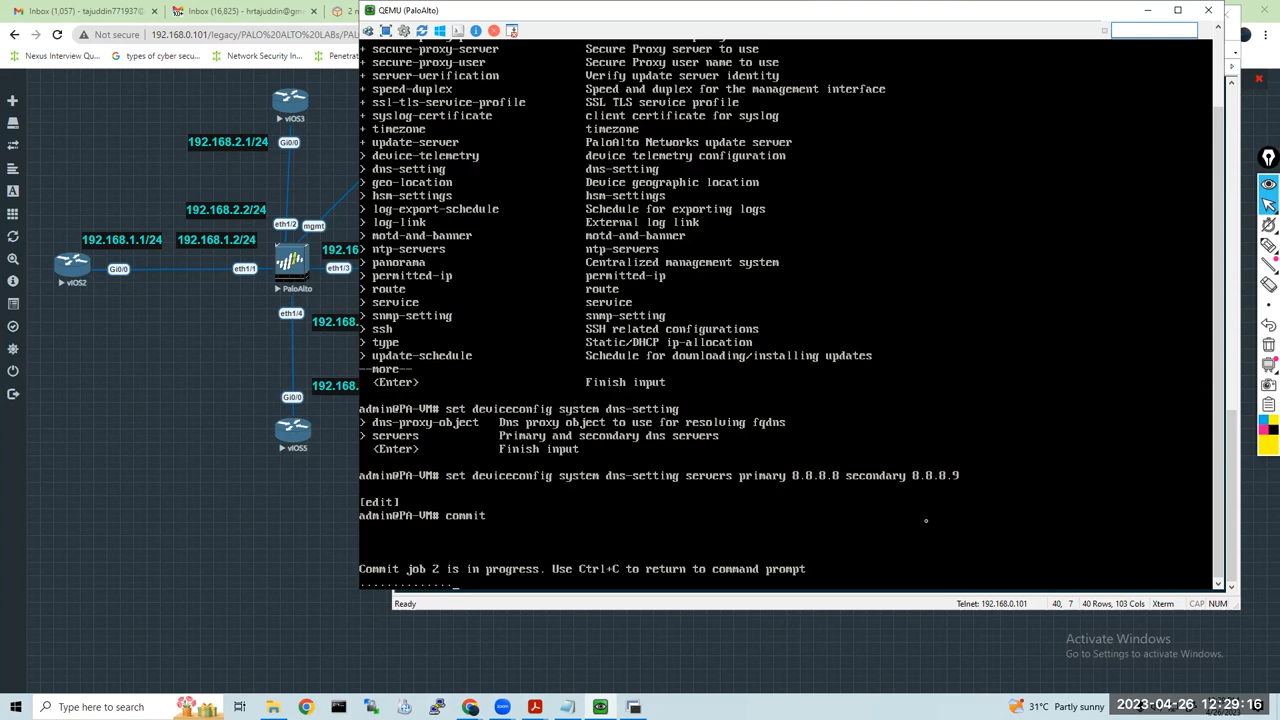 Inbox (1,057) - tajuddin771937
Inbox (16,895) - tajuddin
QEMU (PaloAlto)
Not secure
192.168.0.101/legacy/PALO%20ALTO%20LABs/PALO
Nexus Interview Qu
types of cyber secu
Network Security In
Penetrat
+ secure-proxy-server Secure Proxy server to use
+ secure-proxy-user Secure Proxy user name to use
+ server-verification Verify update server identity
+ speed-duplex Speed and duplex for the management interface
+ ssl-tls-service-profile SSL TLS service profile
+ syslog-certificate client certificate for syslog
+ timezone timezone
+ update-server PaloAlto Networks update server
> device-telemetry device telemetry configuration
> dns-setting dns-setting
> geo-location Device geographic location
> hsm-settings hsm-settings
> log-export-schedule Schedule for exporting logs
> log-link External log link
> motd-and-banner motd-and-banner
> ntp-servers ntp-servers
> panorama Centralized management system
> permitted-ip permitted-ip
> route route
> service service
> snmp-setting snmp-setting
> ssh SSH related configurations
> type Static/DHCP ip-allocation
> update-schedule Schedule for downloading/installing updates
--more--
<Enter> Finish input
admin@PA-VM# set deviceconfig system dns-setting
> dns-proxy-object Dns proxy object to use for resolving fqdns
> servers Primary and secondary dns servers
<Enter> Finish input
admin@PA-VM# set deviceconfig system dns-setting servers primary 8.8.8.8 secondary 8.8.8.9
[edit]
admin@PA-VM# commit
Commit job 2 is in progress. Use Ctrl+C to return to command prompt
.............._
vIOS3
192.168.2.1/24
Gi0/0
192.168.2.2/24
eth1/2
mgmt
192.168.1.1/24
192.168.1.2/24
192.16
vIOS2
Gi0/0
eth1/1
eth1/3
PaloAlto
eth1/4
192.168.
192.168.
Gi0/0
vIOS5
Ready
Telnet: 192.168.0.101
40, 7
40 Rows, 103 Cols
Xterm
CAP
NUM
Activate Windows
Go to Settings to activate Windows.
Type here to search
31°C Partly sunny
2023-04-26 12:29:16